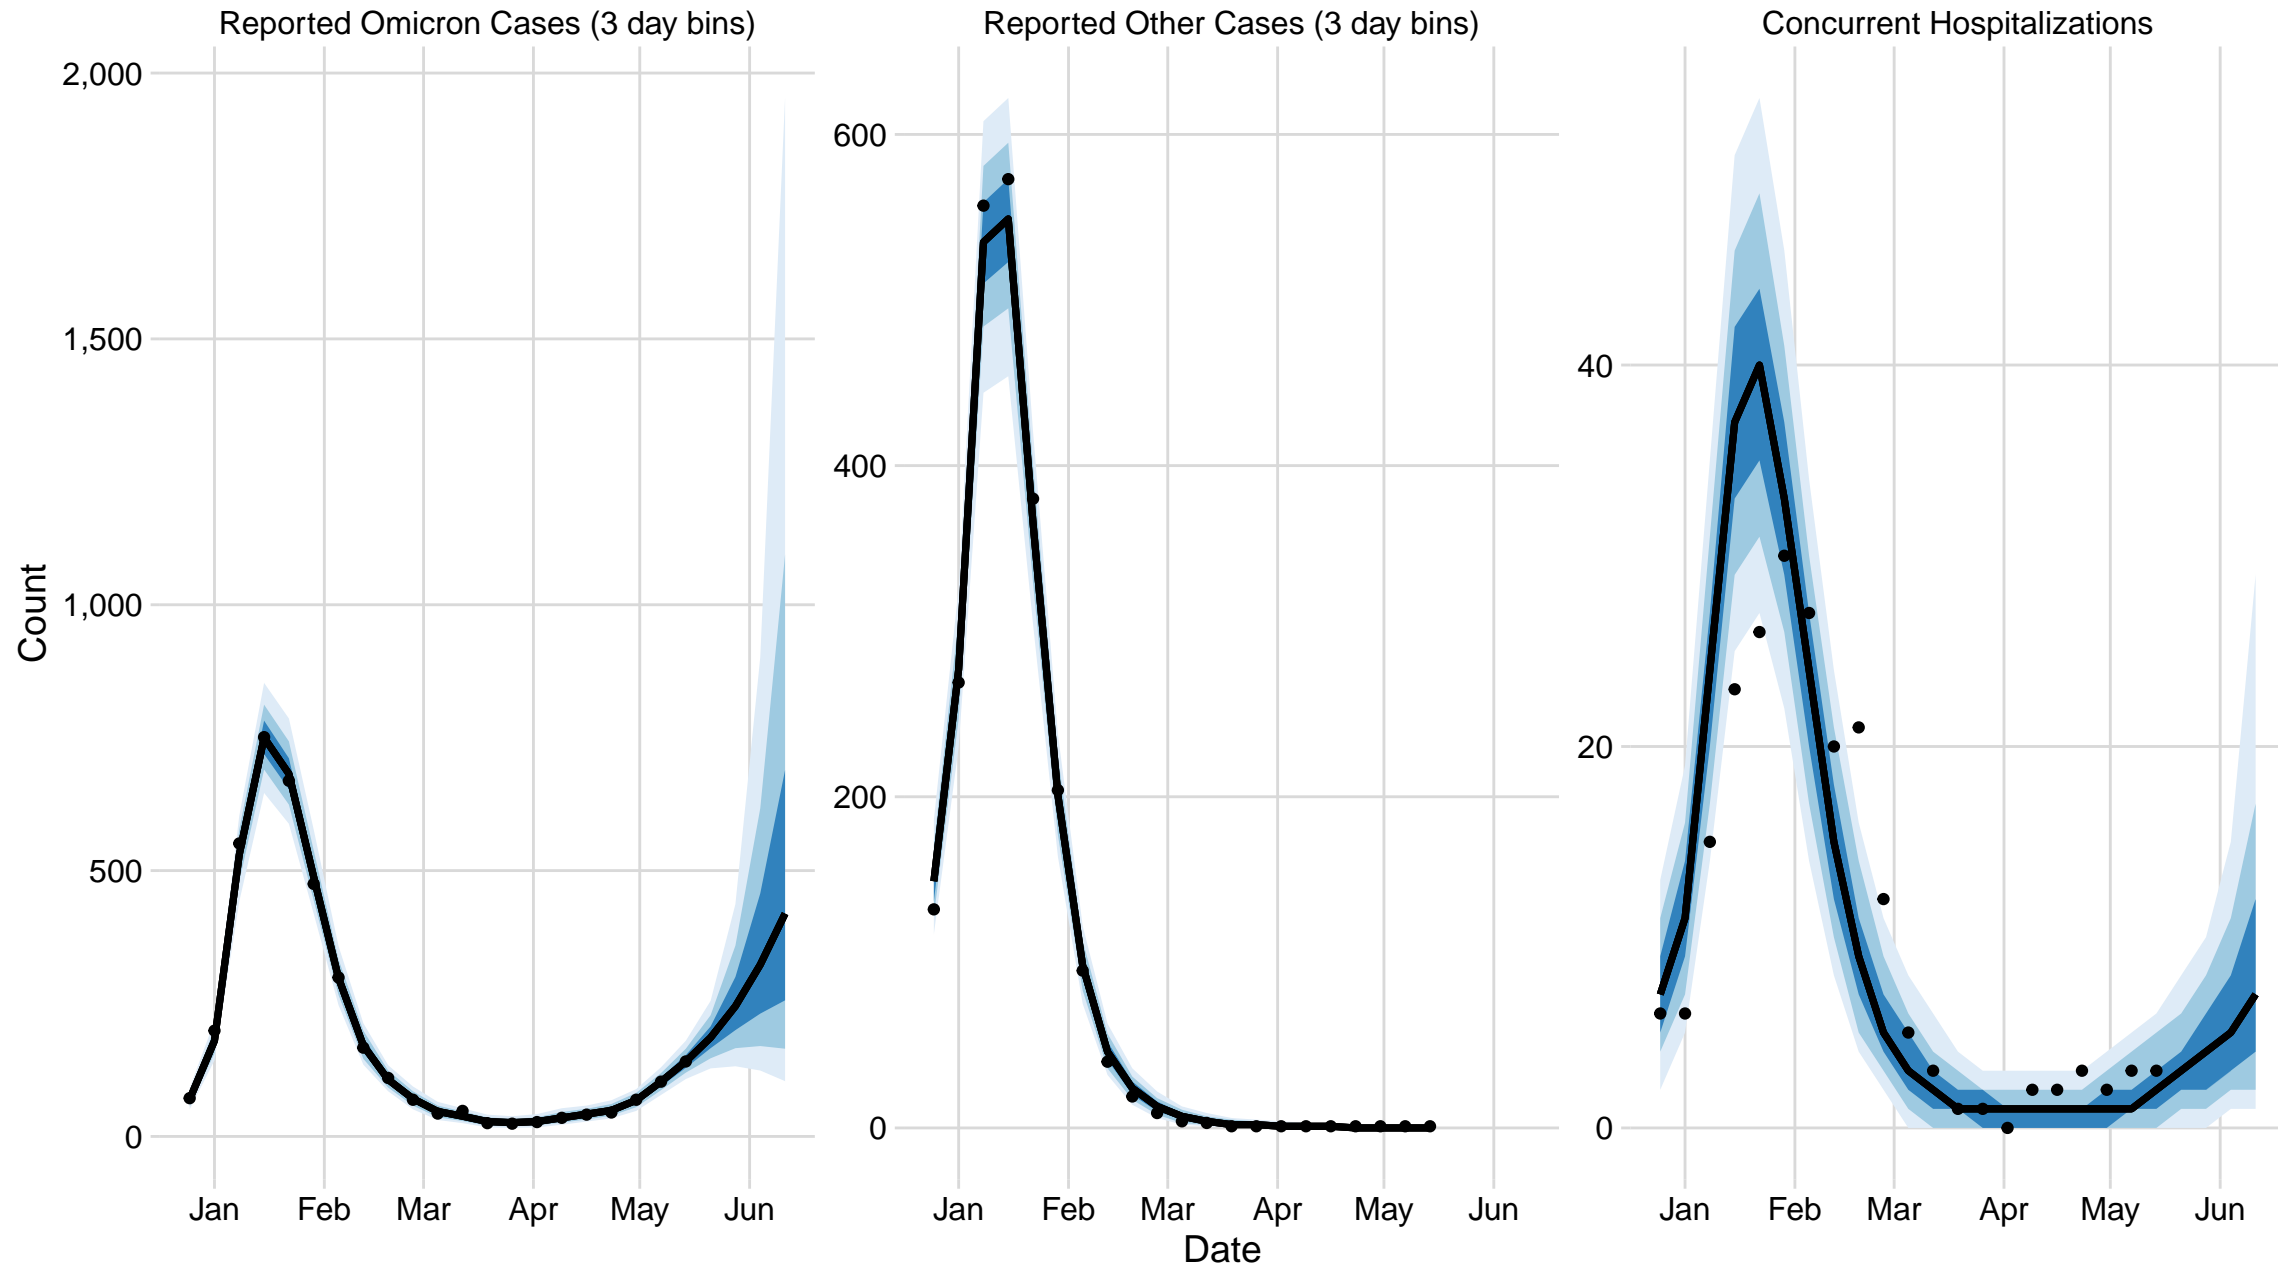 Reported Omicron Cases (3 day bins)
Reported Other Cases (3 day bins)
Concurrent Hospitalizations
Count
2,000
1,500
1,000
500
0
Jan Feb Mar Apr May Jun
600
400
200
0
Jan Feb Mar Apr May Jun
40
20
0
Jan Feb Mar Apr May Jun
Date